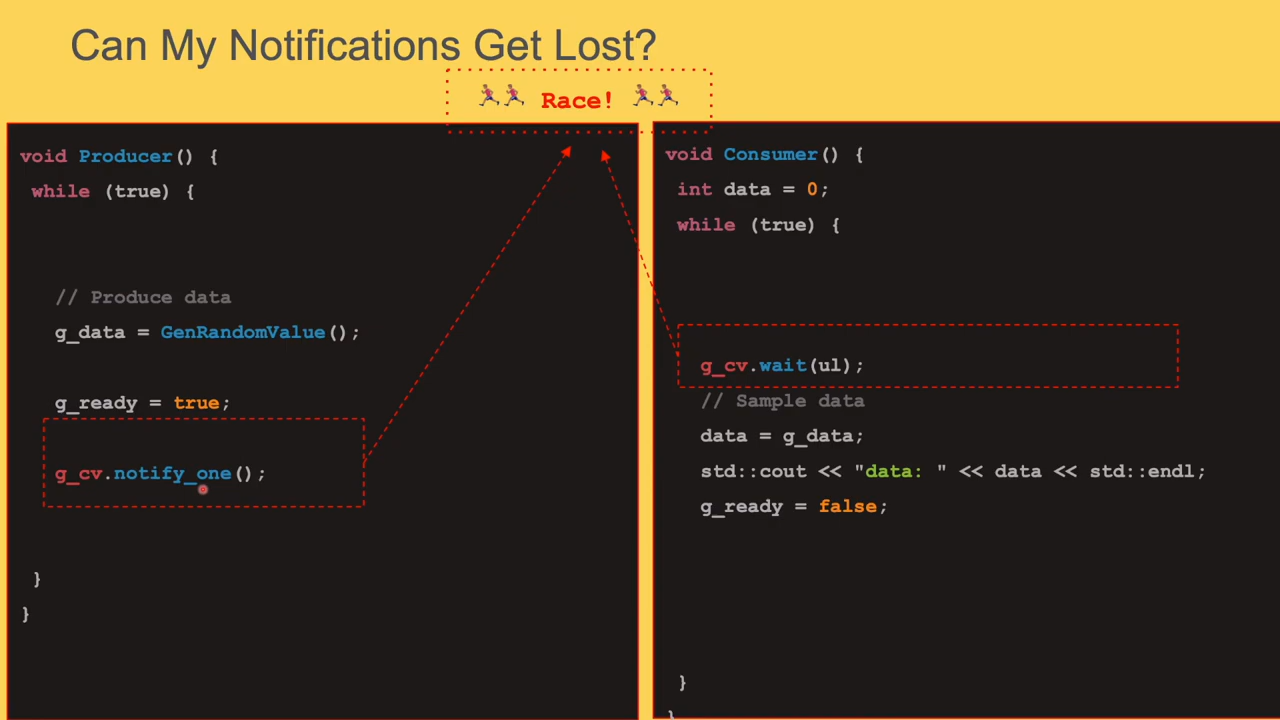 Can My Notifications Get Lost?
Race!
void Producer() {
while (true) {
// Produce data
g_data = GenRandomValue();
g_ready = true;
g_cv.notify_one();
}
}
void Consumer() {
int data = 0;
while (true) {
g_cv.wait(ul);
// Sample data
data = g_data;
std::cout << "data: " << data << std::endl;
g_ready = false;
}
}